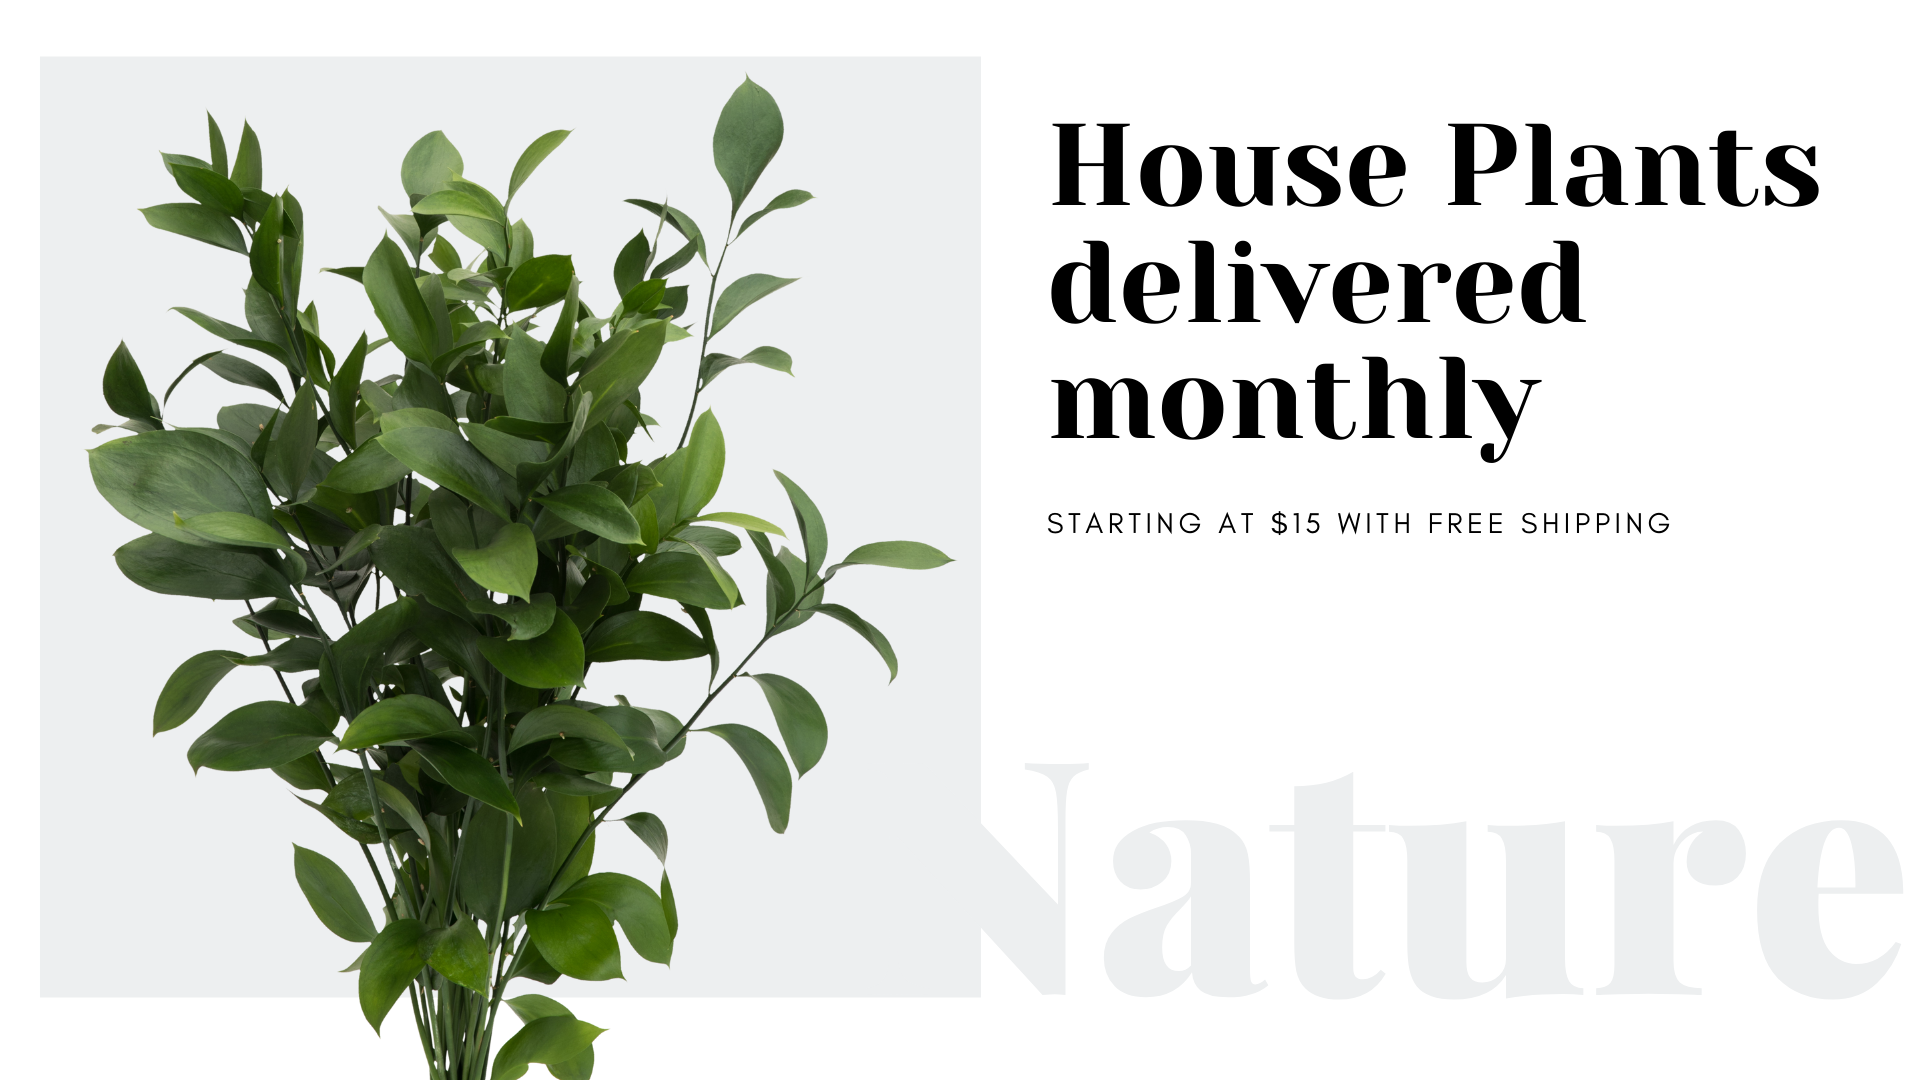 House Plants
delivered
monthly
STARTING AT $15 WITH FREE SHIPPING
Nature